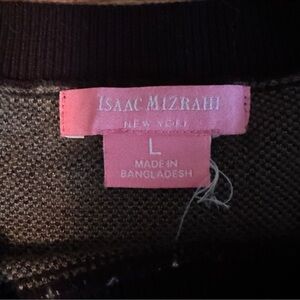 ISAAC MIZRAHI
NEW YORK
L
MADE IN
BANGLADESH